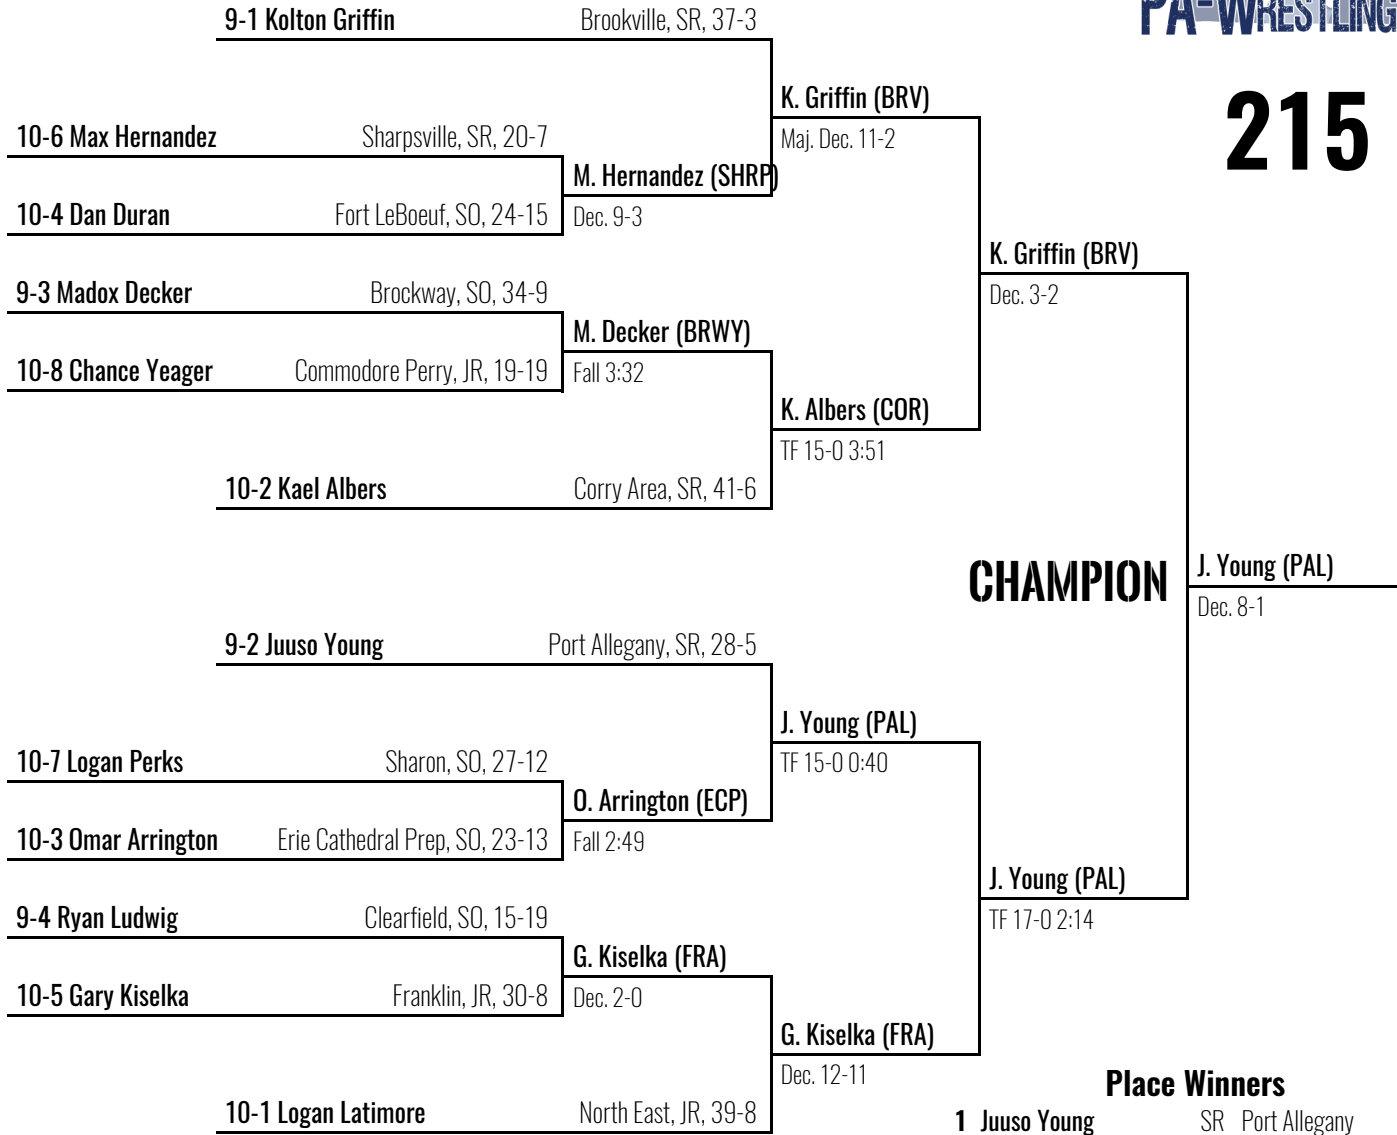 9-1 Kolton Griffin Brookville, SR, 37-3
PA-WRESTLING
215
K. Griffin (BRV)
Maj. Dec. 11-2
10-6 Max Hernandez Sharpsville, SR, 20-7
M. Hernandez (SHRP)
Dec. 9-3
10-4 Dan Duran Fort LeBoeuf, SO, 24-15
K. Griffin (BRV)
Dec. 3-2
9-3 Madox Decker Brockway, SO, 34-9
M. Decker (BRWY)
Fall 3:32
10-8 Chance Yeager Commodore Perry, JR, 19-19
K. Albers (COR)
TF 15-0 3:51
10-2 Kael Albers Corry Area, SR, 41-6
CHAMPION
J. Young (PAL)
Dec. 8-1
9-2 Juuso Young Port Allegany, SR, 28-5
J. Young (PAL)
TF 15-0 0:40
10-7 Logan Perks Sharon, SO, 27-12
O. Arrington (ECP)
Fall 2:49
10-3 Omar Arrington Erie Cathedral Prep, SO, 23-13
J. Young (PAL)
TF 17-0 2:14
9-4 Ryan Ludwig Clearfield, SO, 15-19
G. Kiselka (FRA)
Dec. 2-0
10-5 Gary Kiselka Franklin, JR, 30-8
G. Kiselka (FRA)
Dec. 12-11
10-1 Logan Latimore North East, JR, 39-8
Place Winners
1 Juuso Young SR Port Allegany